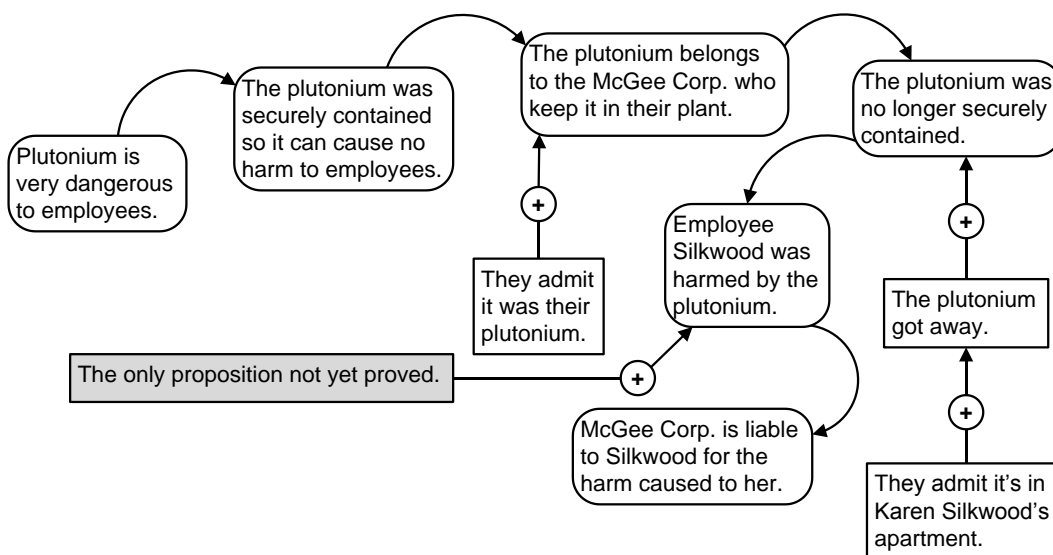 Plutonium is
very dangerous
to employees.
The plutonium was
securely contained
so it can cause no
harm to employees.
The plutonium belongs
to the McGee Corp. who
keep it in their plant.
The plutonium was
no longer securely
contained.
+
They admit
it was their
plutonium.
Employee
Silkwood was
harmed by the
plutonium.
+
The plutonium
got away.
The only proposition not yet proved.
+
+
McGee Corp. is liable
to Silkwood for the
harm caused to her.
They admit it's in
Karen Silkwood's
apartment.